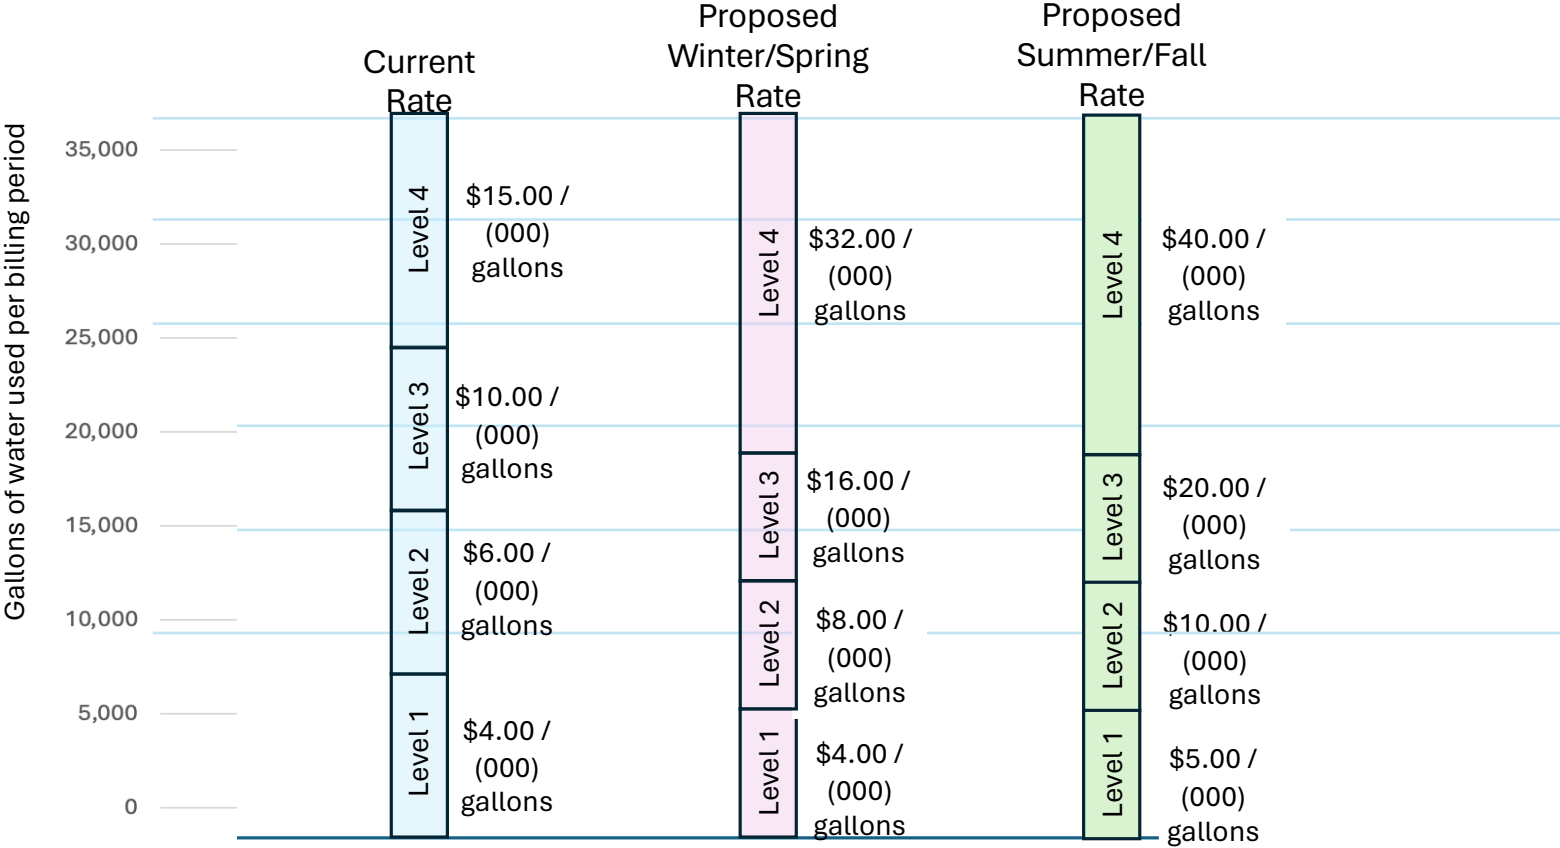 Current
Rate
Proposed
Winter/Spring
Rate
Proposed
Summer/Fall
Rate
Gallons of water used per billing period
35,000
30,000
25,000
20,000
15,000
10,000
5,000
0
Level 4
$15.00 /
(000)
gallons
Level 3
$10.00 /
(000)
gallons
Level 2
$6.00 /
(000)
gallons
Level 1
$4.00 /
(000)
gallons
Level 4
$32.00 /
(000)
gallons
Level 3
$16.00 /
(000)
gallons
Level 2
$8.00 /
(000)
gallons
Level 1
$4.00 /
(000)
gallons
Level 4
$40.00 /
(000)
gallons
Level 3
$20.00 /
(000)
gallons
Level 2
$10.00 /
(000)
gallons
Level 1
$5.00 /
(000)
gallons